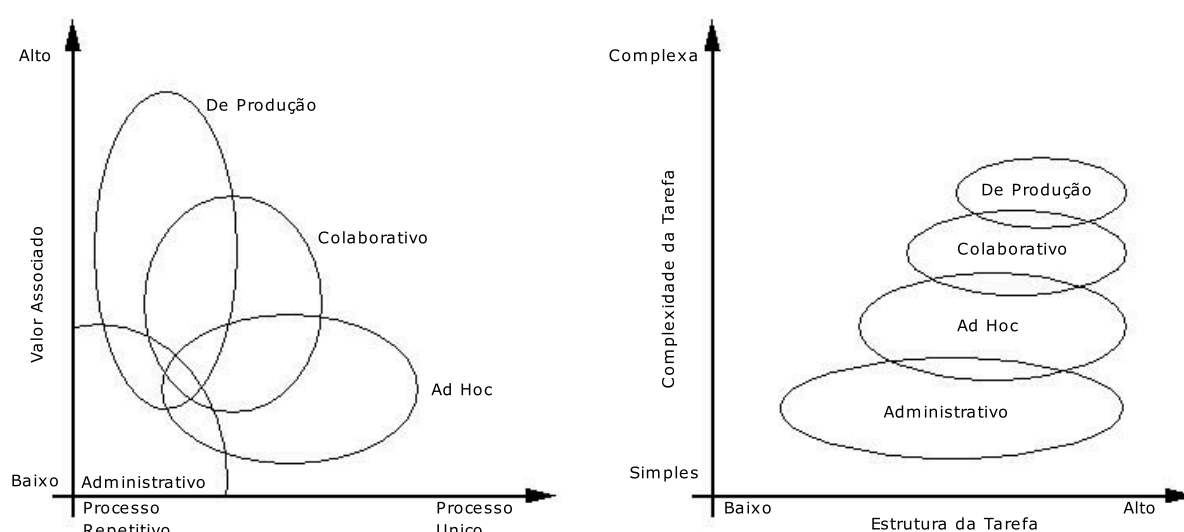 Alto
De Produção
Colaborativo
Valor Associado
Ad Hoc
Baixo
Administrativo
Processo
Repetitivo
Processo
Unico
Complexa
De Produção
Colaborativo
Complexidade da Tarefa
Ad Hoc
Administrativo
Simples
Baixo
Alto
Estrutura da Tarefa